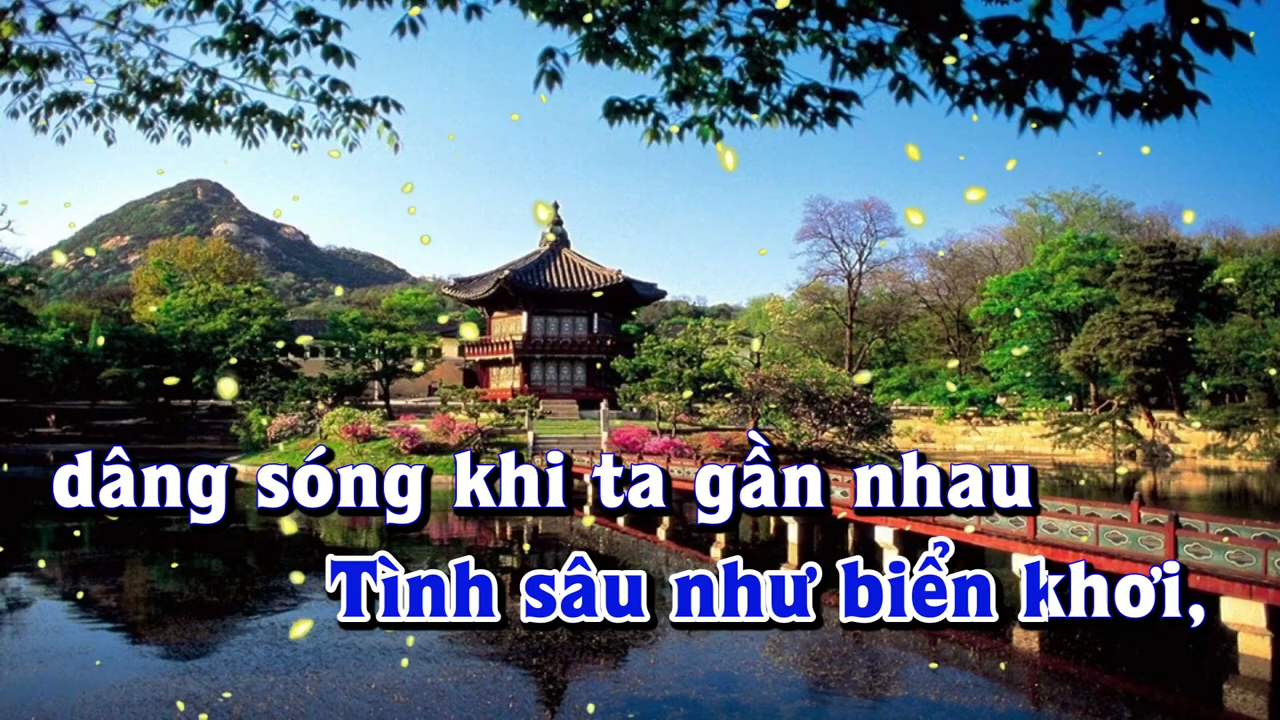 dâng sóng khi ta gần nhau
Tình sâu như biển khơi,